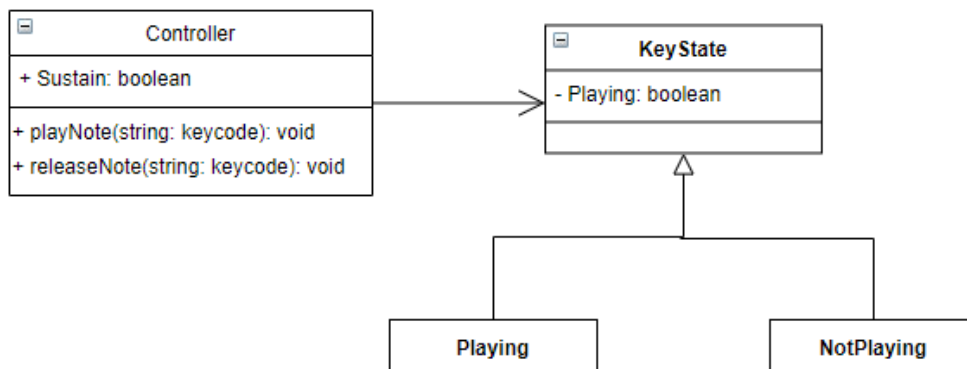 Controller
+ Sustain: boolean
+ playNote(string: keycode): void
+ releaseNote(string: keycode): void
KeyState
- Playing: boolean
Playing
NotPlaying